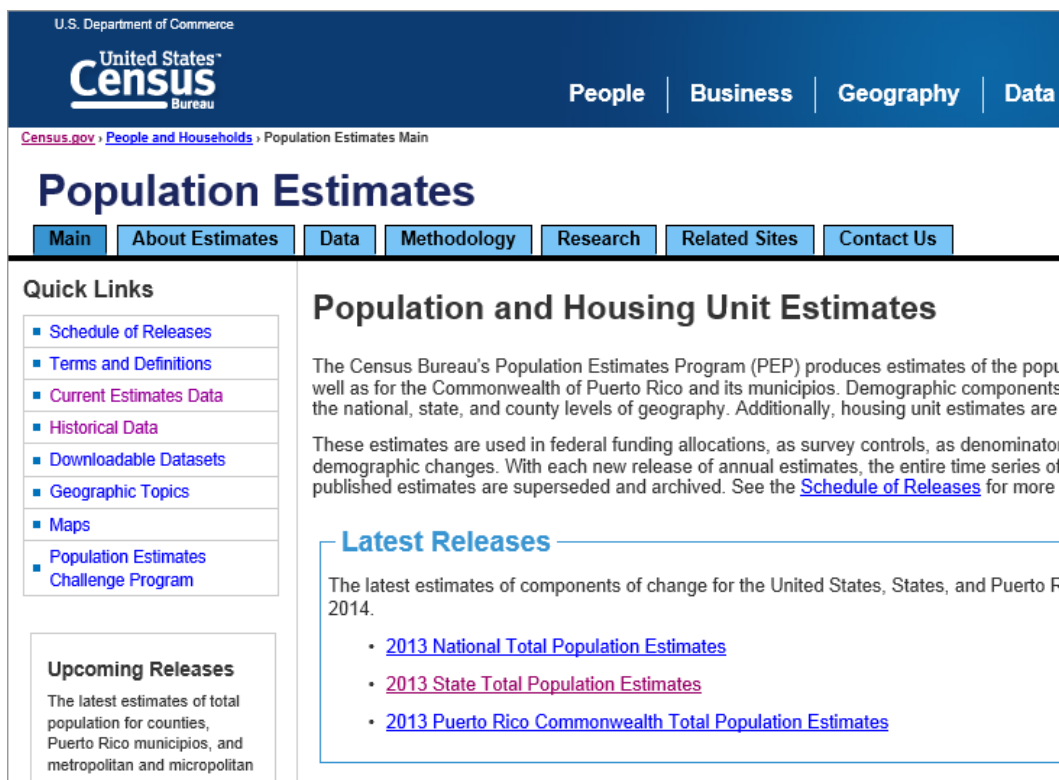 U.S. Department of Commerce
United States™
Census
Bureau
People
Business
Geography
Data
Census.gov › People and Households › Population Estimates Main
Population Estimates
Main
About Estimates
Data
Methodology
Research
Related Sites
Contact Us
Quick Links
Schedule of Releases
Terms and Definitions
Current Estimates Data
Historical Data
Downloadable Datasets
Geographic Topics
Maps
Population Estimates
Challenge Program
Upcoming Releases
The latest estimates of total
population for counties,
Puerto Rico municipios, and
metropolitan and micropolitan
Population and Housing Unit Estimates
The Census Bureau's Population Estimates Program (PEP) produces estimates of the popu
well as for the Commonwealth of Puerto Rico and its municipios. Demographic components
the national, state, and county levels of geography. Additionally, housing unit estimates are
These estimates are used in federal funding allocations, as survey controls, as denominator
demographic changes. With each new release of annual estimates, the entire time series of
published estimates are superseded and archived. See the Schedule of Releases for more
Latest Releases
The latest estimates of components of change for the United States, States, and Puerto R
2014.
• 2013 National Total Population Estimates
• 2013 State Total Population Estimates
• 2013 Puerto Rico Commonwealth Total Population Estimates